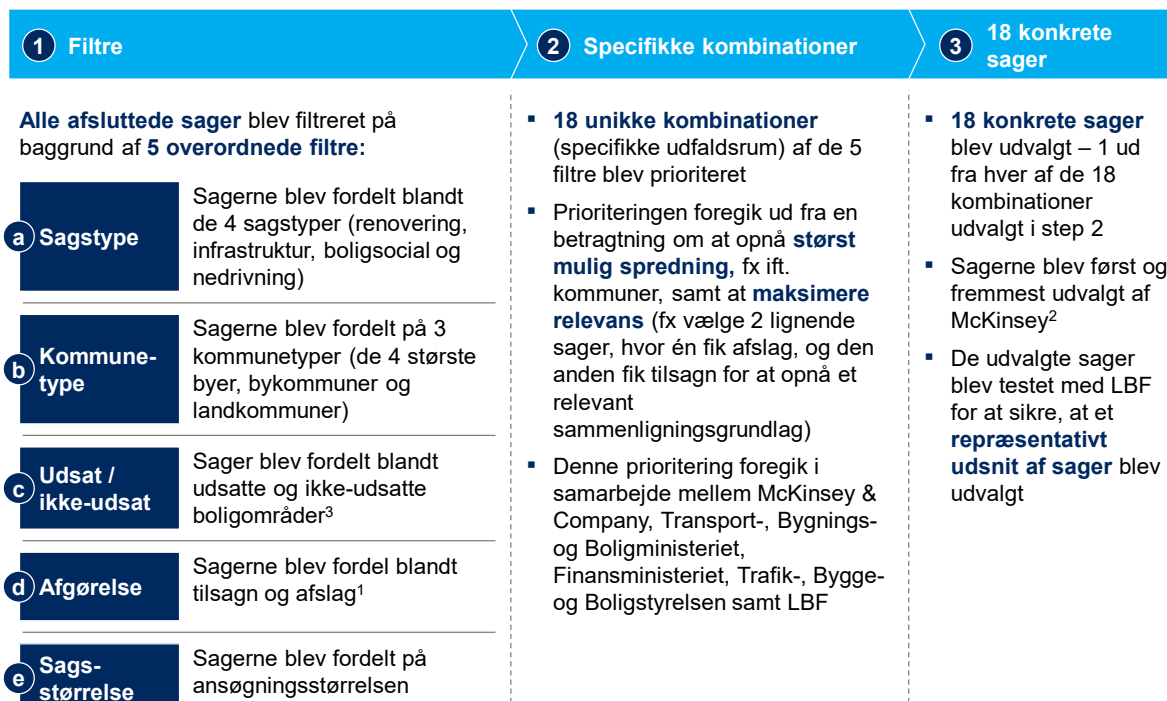 1 Filtre
2 Specifikke kombinationer
3 18 konkrete
sager
Alle afsluttede sager blev filtreret på
baggrund af 5 overordnede filtre:
a Sagstype
Sagerne blev fordelt blandt
de 4 sagstyper (renovering,
infrastruktur, boligsocial og
nedrivning)
b Kommune-
type
Sagerne blev fordelt på 3
kommunetyper (de 4 større
byer, bykommuner og
landkommuner)
c Udsat /
ikke-udsat
Sager blev fordelt blandt
udsatte og ikke-udsatte
boligområder³
d Afgørelse
Sagerne blev fordel blandt
tilsagn og afslag¹
e Sags-
størrelse
Sagerne blev fordelt på
ansøgningsstørrelsen
▪ 18 unikke kombinationer
(specifikke udfaldsrum) af de 5
filtre blev prioriteret
▪ Prioriteringen foregik ud fra en
betragtning om at opnå størst
mulig spredning, fx ift.
kommuner, samt at maksimere
relevans (fx vælge 2 lignende
sager, hvor én fik afslag, og den
anden fik tilsagn for at opnå et
relevant
sammenligningsgrundlag)
▪ Denne prioritering foregik i
samarbejde mellem McKinsey &
Company, Transport-, Bygnings-
og Boligministeriet,
Finansministeriet, Trafik-, Bygge-
og Boligstyrelsen samt LBF
▪ 18 konkrete sager
blev udvalgt – 1 ud
fra hver af de 18
kombinationer
udvalgt i step 2
▪ Sagerne blev først og
fremmest udvalgt af
McKinsey²
▪ De udvalgte sager
blev testet med LBF
for at sikre, at et
repræsentativt
udsnit af sager blev
udvalgt